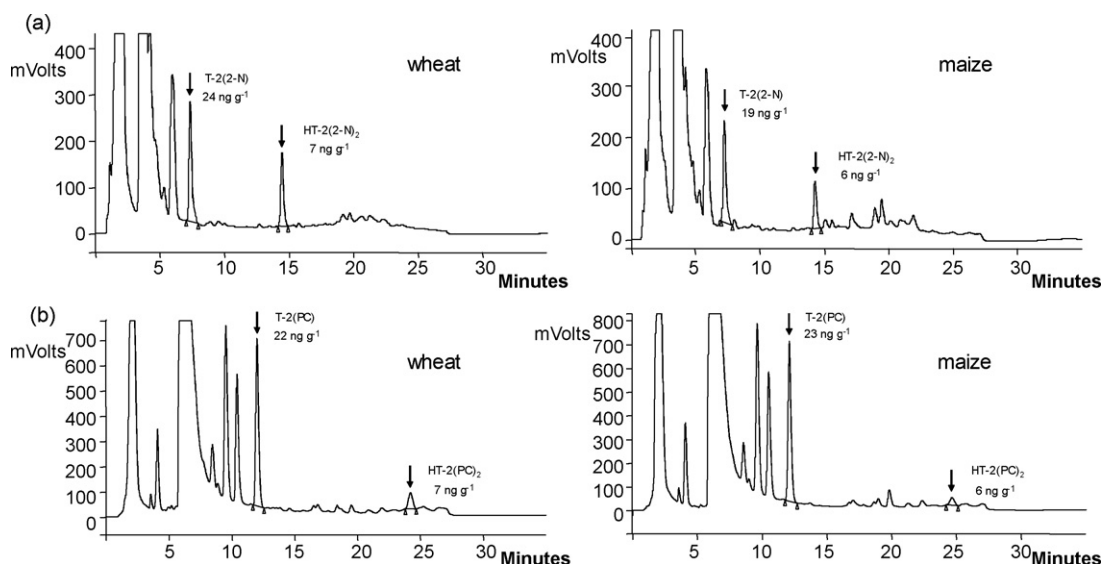 (a)
400
mVolts
300
200
100
0
T-2(2-N)
24 ng g-1
HT-2(2-N)2
7 ng g-1
wheat
5 10 15 20 25 30
Minutes
400
mVolts
300
200
100
0
T-2(2-N)
19 ng g-1
HT-2(2-N)2
6 ng g-1
maize
5 10 15 20 25 30
Minutes
(b)
700
mVolts
600
500
400
300
200
100
0
T-2(PC)
22 ng g-1
wheat
HT-2(PC)2
7 ng g-1
5 10 15 20 25 30
Minutes
800
mVolts
700
600
500
400
300
200
100
0
T-2(PC)
23 ng g-1
maize
HT-2(PC)2
6 ng g-1
5 10 15 20 25 30
Minutes